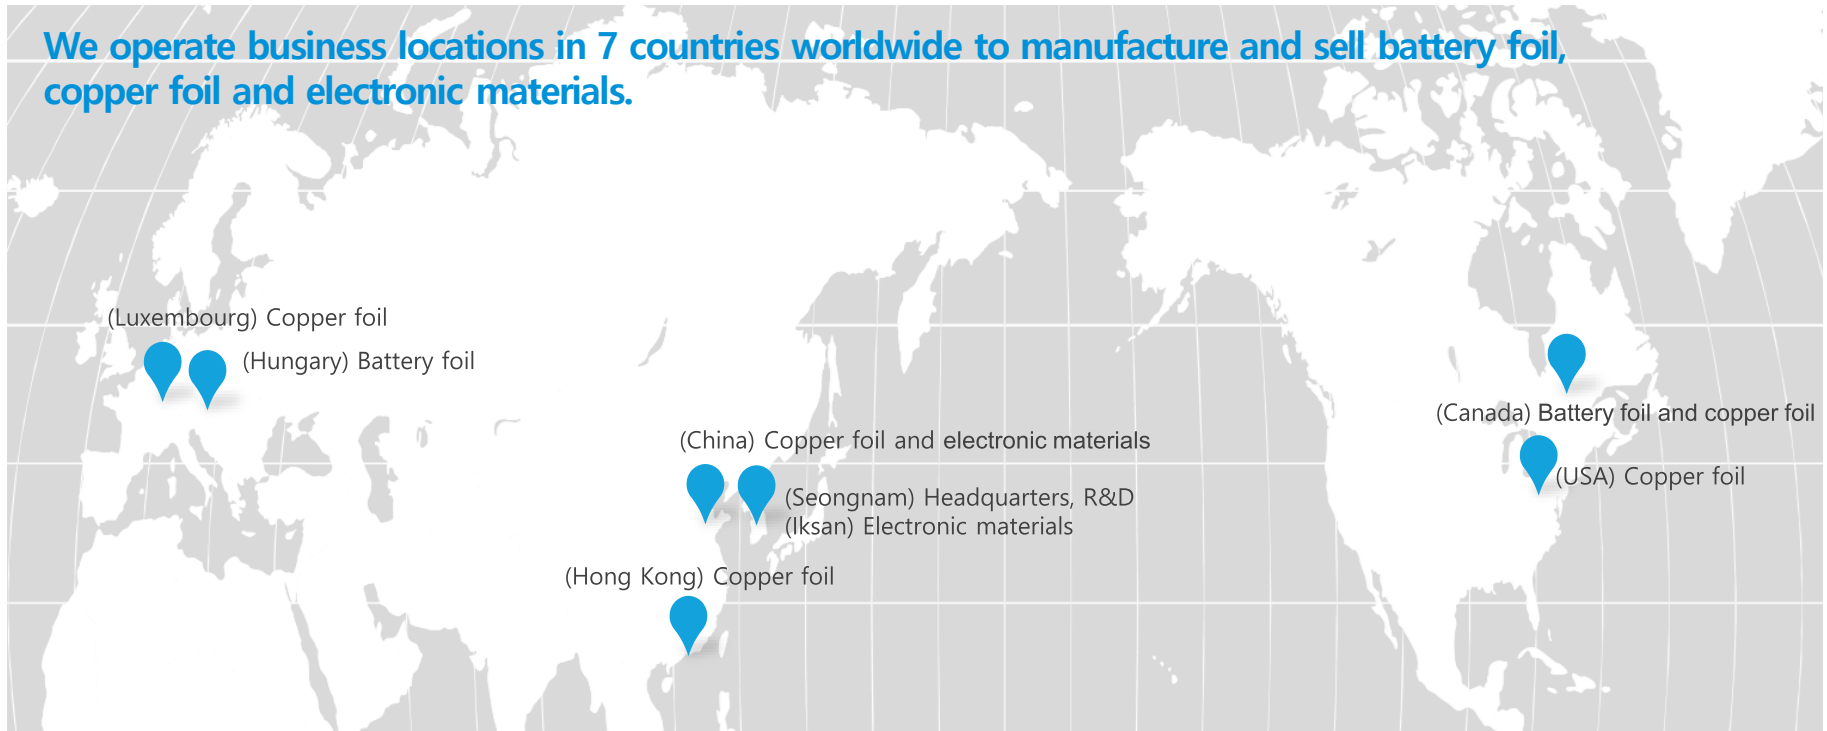 We operate business locations in 7 countries worldwide to manufacture and sell battery foil,
copper foil and electronic materials.
(Luxembourg) Copper foil
(Hungary) Battery foil
(China) Copper foil and electronic materials
(Seongnam) Headquarters, R&D
(Iksan) Electronic materials
(Hong Kong) Copper foil
(Canada) Battery foil and copper foil
(USA) Copper foil